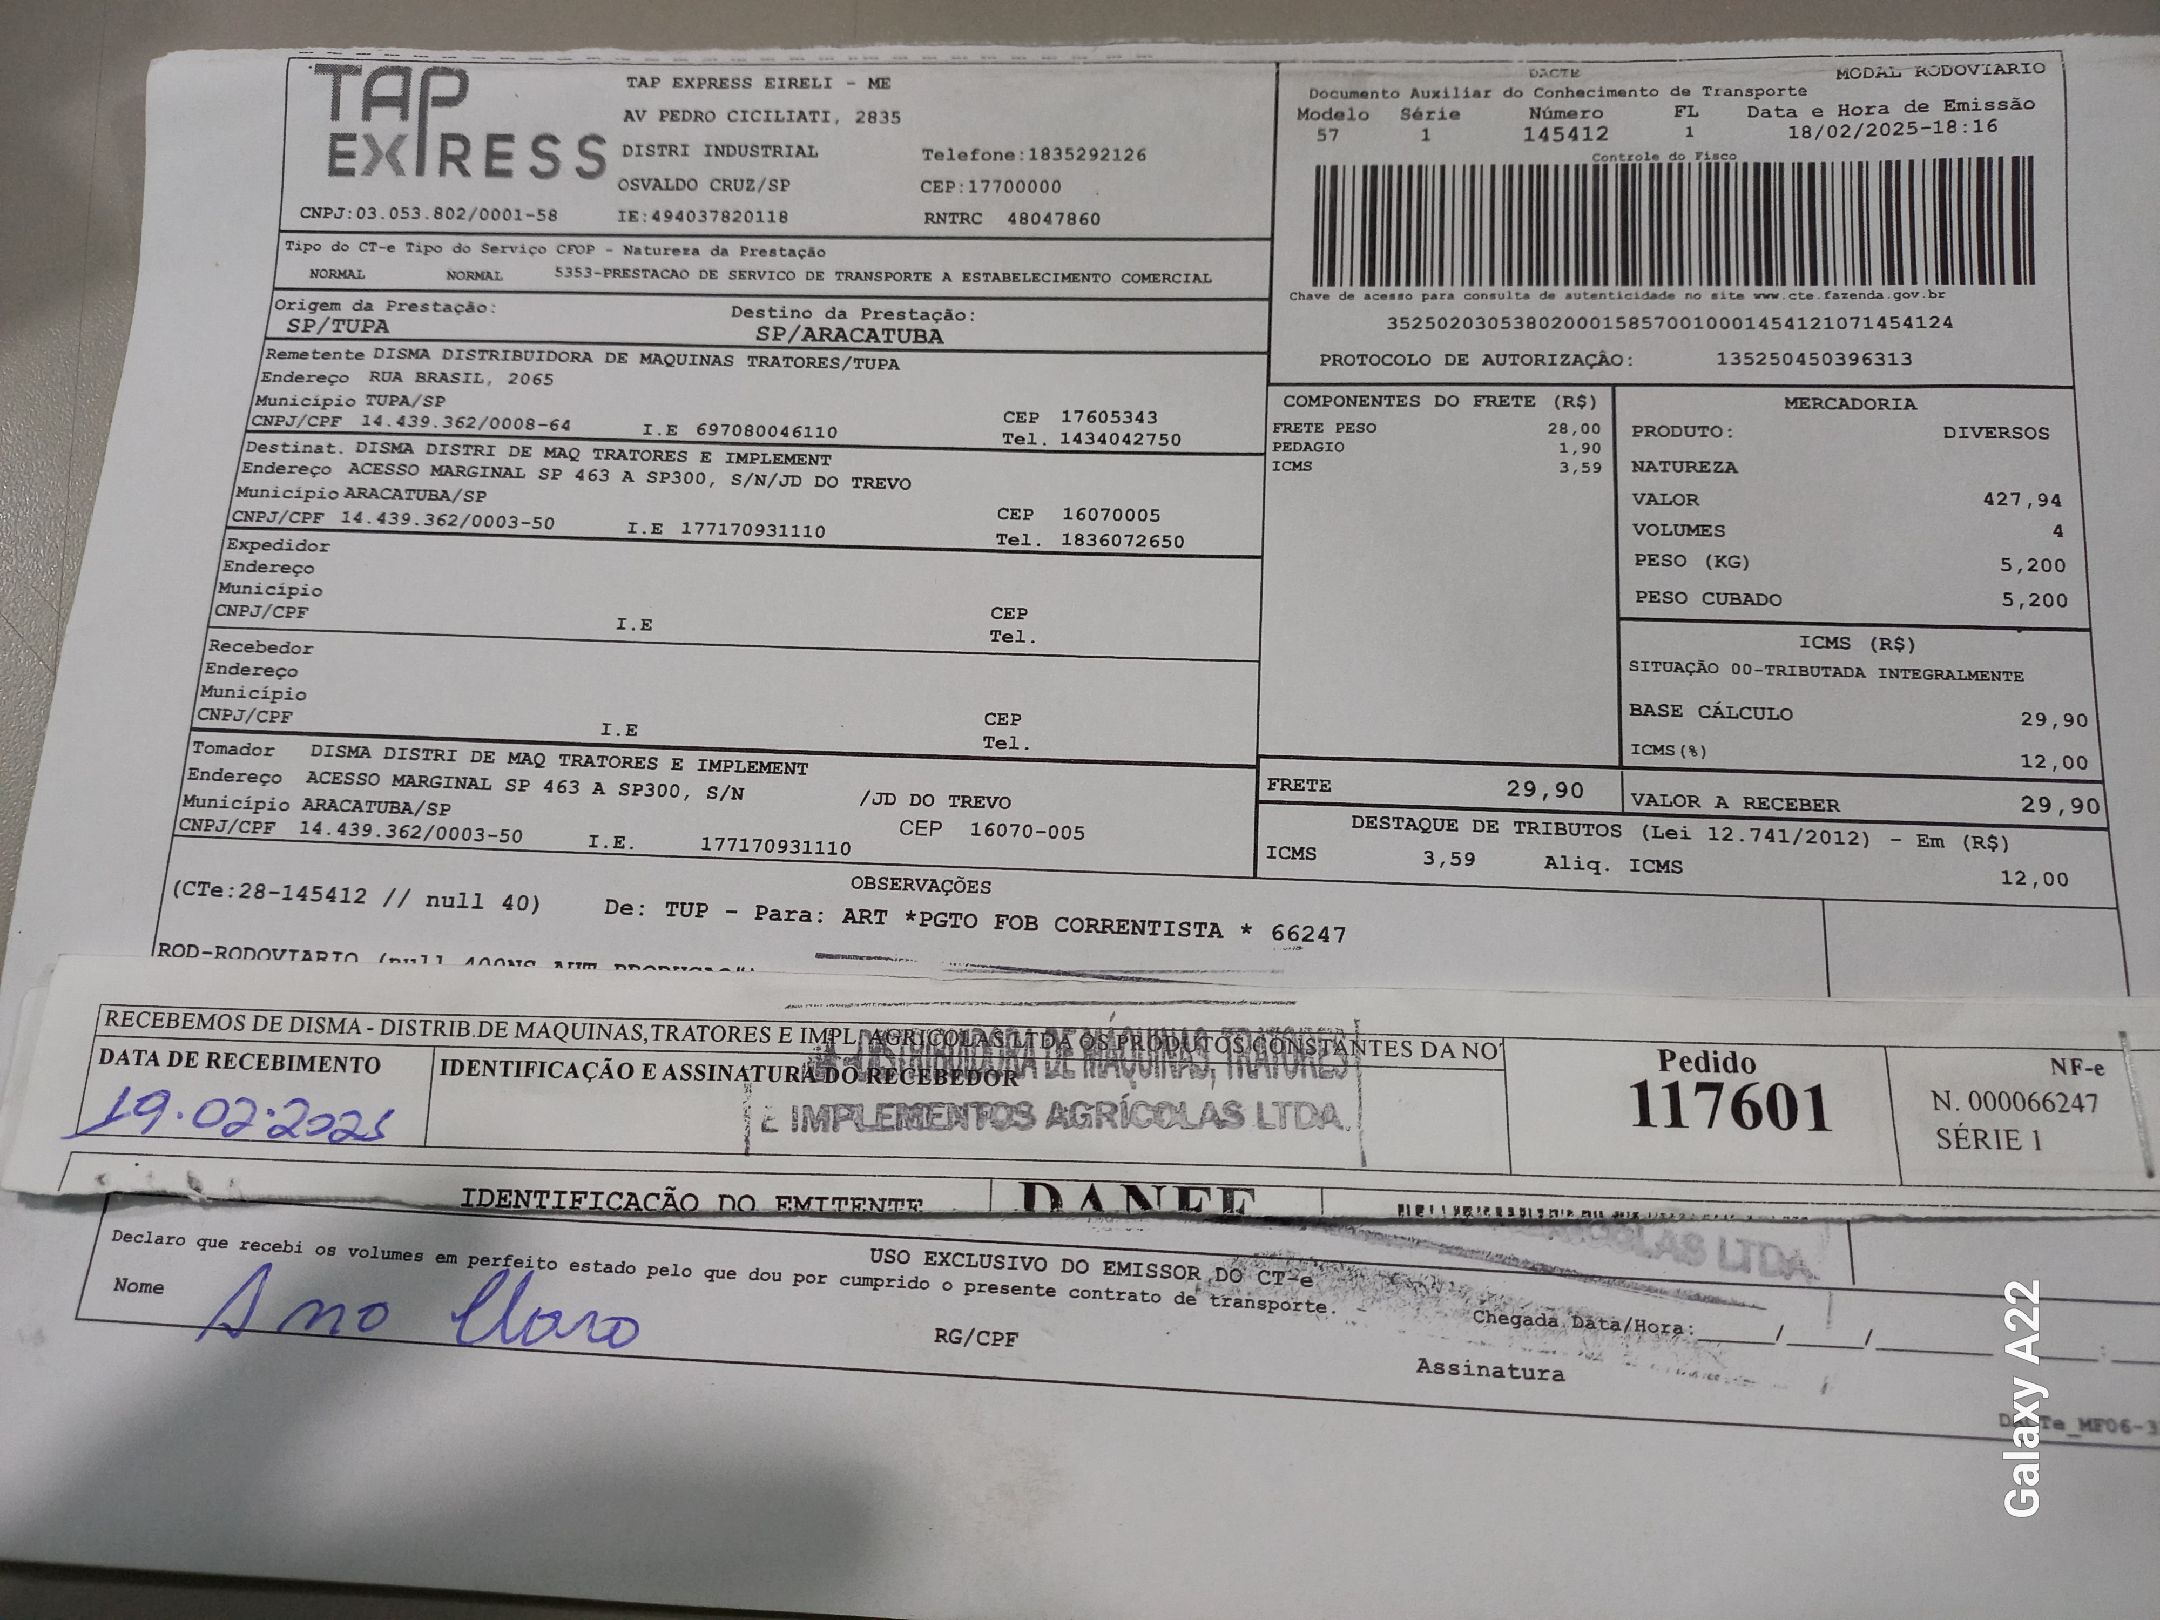 TAP
EXPRESS
TAP EXPRESS EIRELI - ME
AV PEDRO CICILIATI, 2835
DISTRI INDUSTRIAL Telefone:1835292126
OSVALDO CRUZ/SP CEP:17700000
CNPJ:03.053.802/0001-58 IE:494037820118 RNTRC 48047860
DACTE MODAL RODOVIARIO
Documento Auxiliar do Conhecimento de Transporte
Modelo Série Número FL Data e Hora de Emissão
57 1 145412 1 18/02/2025-18:16
Controle do Fisco
Chave de acesso para consulta de autenticidade no site www.cte.fazenda.gov.br
35250203053802000158570010001454121071454124
PROTOCOLO DE AUTORIZAÇÂO: 135250450396313
Tipo do CT-e Tipo do Serviço CFOP - Natureza da Prestação
NORMAL NORMAL 5353-PRESTACAO DE SERVICO DE TRANSPORTE A ESTABELECIMENTO COMERCIAL
Origem da Prestação: Destino da Prestação:
SP/TUPA SP/ARACATUBA
Remetente DISMA DISTRIBUIDORA DE MAQUINAS TRATORES/TUPA
Endereço RUA BRASIL, 2065
Município TUPA/SP CEP 17605343
CNPJ/CPF 14.439.362/0008-64 I.E 697080046110 Tel. 1434042750
Destinat. DISMA DISTRI DE MAQ TRATORES E IMPLEMENT
Endereço ACESSO MARGINAL SP 463 A SP300, S/N/JD DO TREVO
Município ARACATUBA/SP CEP 16070005
CNPJ/CPF 14.439.362/0003-50 I.E 177170931110 Tel. 1836072650
Expedidor
Endereço
Município CEP
CNPJ/CPF I.E Tel.
Recebedor
Endereço
Município CEP
CNPJ/CPF I.E Tel.
Tomador DISMA DISTRI DE MAQ TRATORES E IMPLEMENT
Endereço ACESSO MARGINAL SP 463 A SP300, S/N /JD DO TREVO
Município ARACATUBA/SP CEP 16070-005
CNPJ/CPF 14.439.362/0003-50 I.E. 177170931110
COMPONENTES DO FRETE (R$)
FRETE PESO 28,00
PEDAGIO 1,90
ICMS 3,59
MERCADORIA
PRODUTO: DIVERSOS
NATUREZA
VALOR 427,94
VOLUMES 4
PESO (KG) 5,200
PESO CUBADO 5,200
ICMS (R$)
SITUAÇÃO 00-TRIBUTADA INTEGRALMENTE
BASE CÁLCULO 29,90
ICMS(%) 12,00
FRETE 29,90 VALOR A RECEBER 29,90
DESTAQUE DE TRIBUTOS (Lei 12.741/2012) - Em (R$)
ICMS 3,59 Aliq. ICMS 12,00
OBSERVAÇÕES
(CTe:28-145412 // null 40) De: TUP - Para: ART *PGTO FOB CORRENTISTA * 66247
ROD-RODOVIARIO (null
RECEBEMOS DE DISMA - DISTRIB.DE MAQUINAS,TRATORES E IMPL AGRICOLAS LTDA OS PRODUTOS CONSTANTES DA NO
DATA DE RECEBIMENTO IDENTIFICAÇÃO E ASSINATURA DO RECEBEDOR
19.02.2025
DISTRIBUIDORA DE MÁQUINAS, TRATORES
E IMPLEMENTOS AGRÍCOLAS LTDA.
Pedido
117601
NF-e
N. 000066247
SÉRIE 1
IDENTIFICAÇÃO DO EMITENTE DANFE
USO EXCLUSIVO DO EMISSOR DO CT-e
AGRÍCOLAS LTDA.
Declaro que recebi os volumes em perfeito estado pelo que dou por cumprido o presente contrato de transporte.
Nome RG/CPF
Chegada Data/Hora:
Assinatura
Galaxy A22